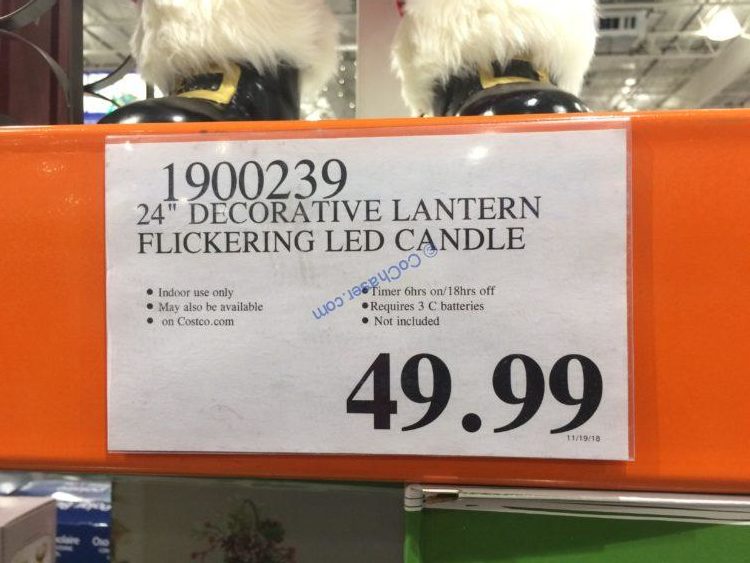 1900239
24" DECORATIVE LANTERN
FLICKERING LED CANDLE
• Indoor use only
• May also be available
• on Costco.com
• Timer 6hrs on/18hrs off
• Requires 3 C batteries
• Not included
© CoChaser.com
49.99
11/19/18